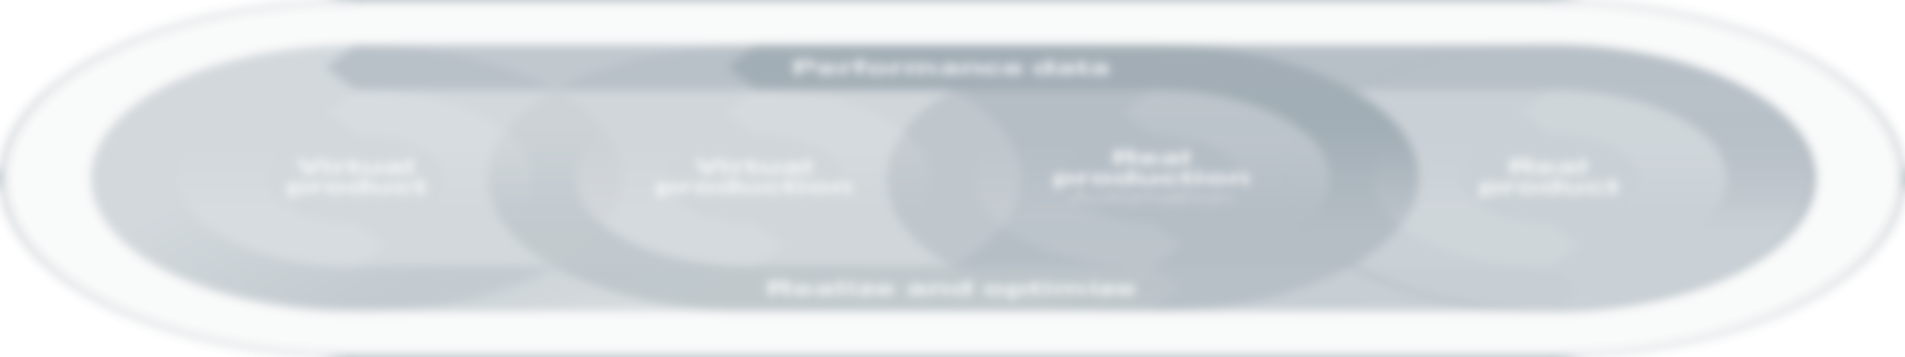 Performance data
Virtual
product
Virtual
production
Real
production
Real
product
Realize and optimize